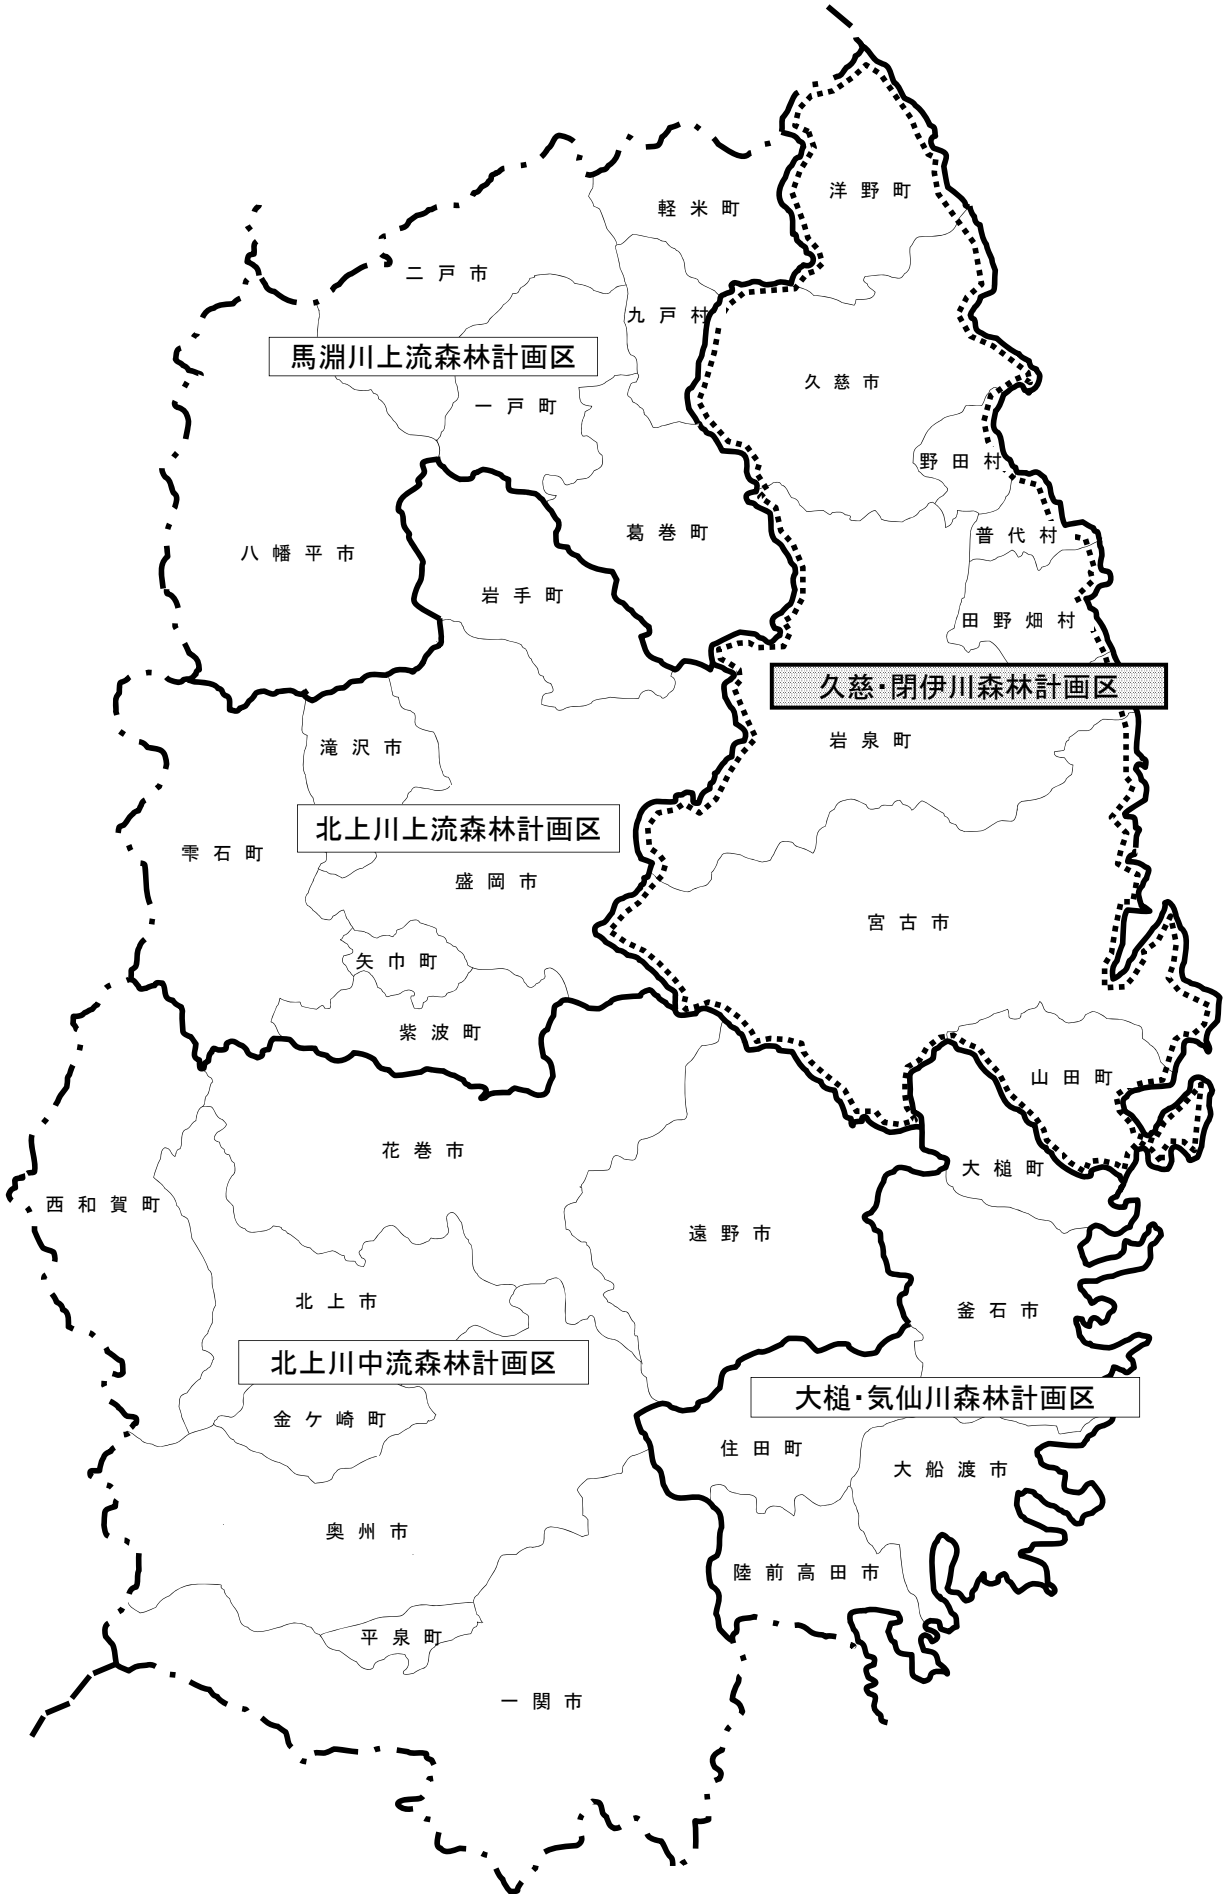 洋野町
軽米町
二戸市
九戸村
馬淵川上流森林計画区
久慈市
一戸町
野田村
葛巻町
普代村
八幡平市
岩手町
田野畑村
久慈・閉伊川森林計画区
岩泉町
滝沢市
北上川上流森林計画区
雫石町
盛岡市
宮古市
矢巾町
紫波町
山田町
花巻市
大槌町
西和賀町
遠野市
北上市
釜石市
北上川中流森林計画区
大槌・気仙川森林計画区
金ケ崎町
住田町
大船渡市
奥州市
陸前高田市
平泉町
一関市